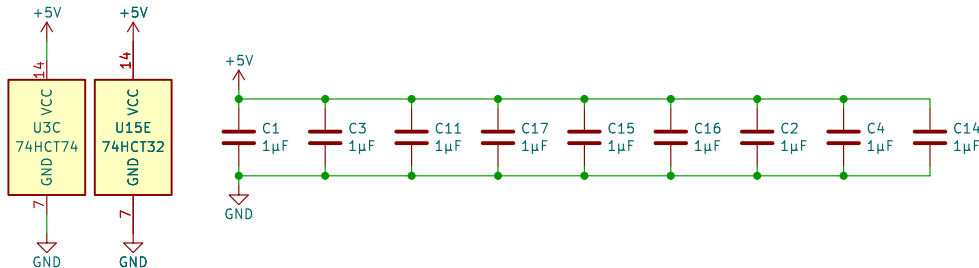 +5V
+5V
14
14
VCC
VCC
U3C
U15E
74HCT74
74HCT32
GND
GND
7
7
GND
GND
+5V
C1
1µF
C3
1µF
C11
1µF
C17
1µF
C15
1µF
C16
1µF
C2
1µF
C4
1µF
C14
1µF
GND